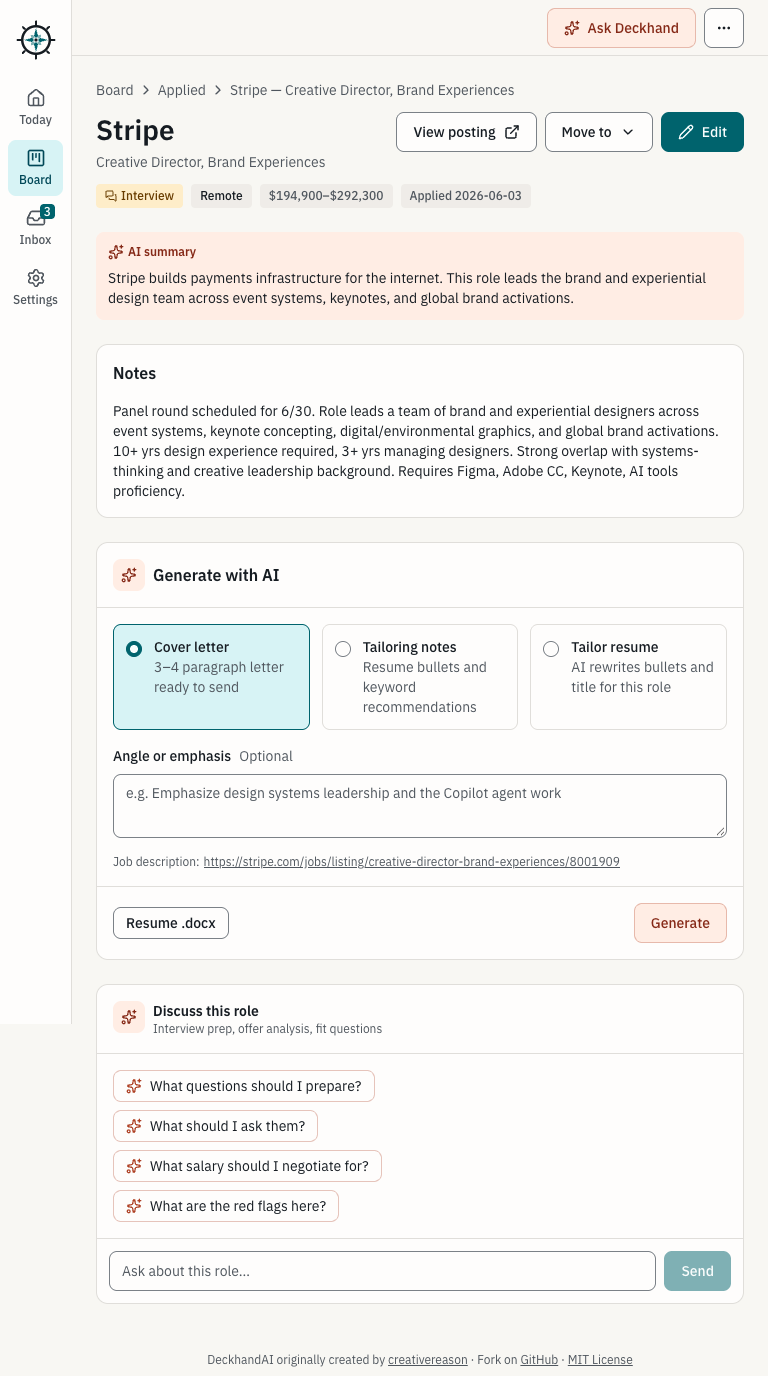 Ask Deckhand
Today
Board
3
Inbox
Settings
Board > Applied > Stripe — Creative Director, Brand Experiences
Stripe
View posting
Move to
Edit
Creative Director, Brand Experiences
Interview
Remote
$194,900–$292,300
Applied 2026-06-03
AI summary
Stripe builds payments infrastructure for the internet. This role leads the brand and experiential
design team across event systems, keynotes, and global brand activations.
Notes
Panel round scheduled for 6/30. Role leads a team of brand and experiential designers across
event systems, keynote concepting, digital/environmental graphics, and global brand activations.
10+ yrs design experience required, 3+ yrs managing designers. Strong overlap with systems-
thinking and creative leadership background. Requires Figma, Adobe CC, Keynote, AI tools
proficiency.
Generate with AI
Cover letter
3–4 paragraph letter
ready to send
Tailoring notes
Resume bullets and
keyword
recommendations
Tailor resume
AI rewrites bullets and
title for this role
Angle or emphasis Optional
e.g. Emphasize design systems leadership and the Copilot agent work
Job description: https://stripe.com/jobs/listing/creative-director-brand-experiences/8001909
Resume .docx
Generate
Discuss this role
Interview prep, offer analysis, fit questions
What questions should I prepare?
What should I ask them?
What salary should I negotiate for?
What are the red flags here?
Ask about this role...
Send
DeckhandAI originally created by creativereason · Fork on GitHub · MIT License